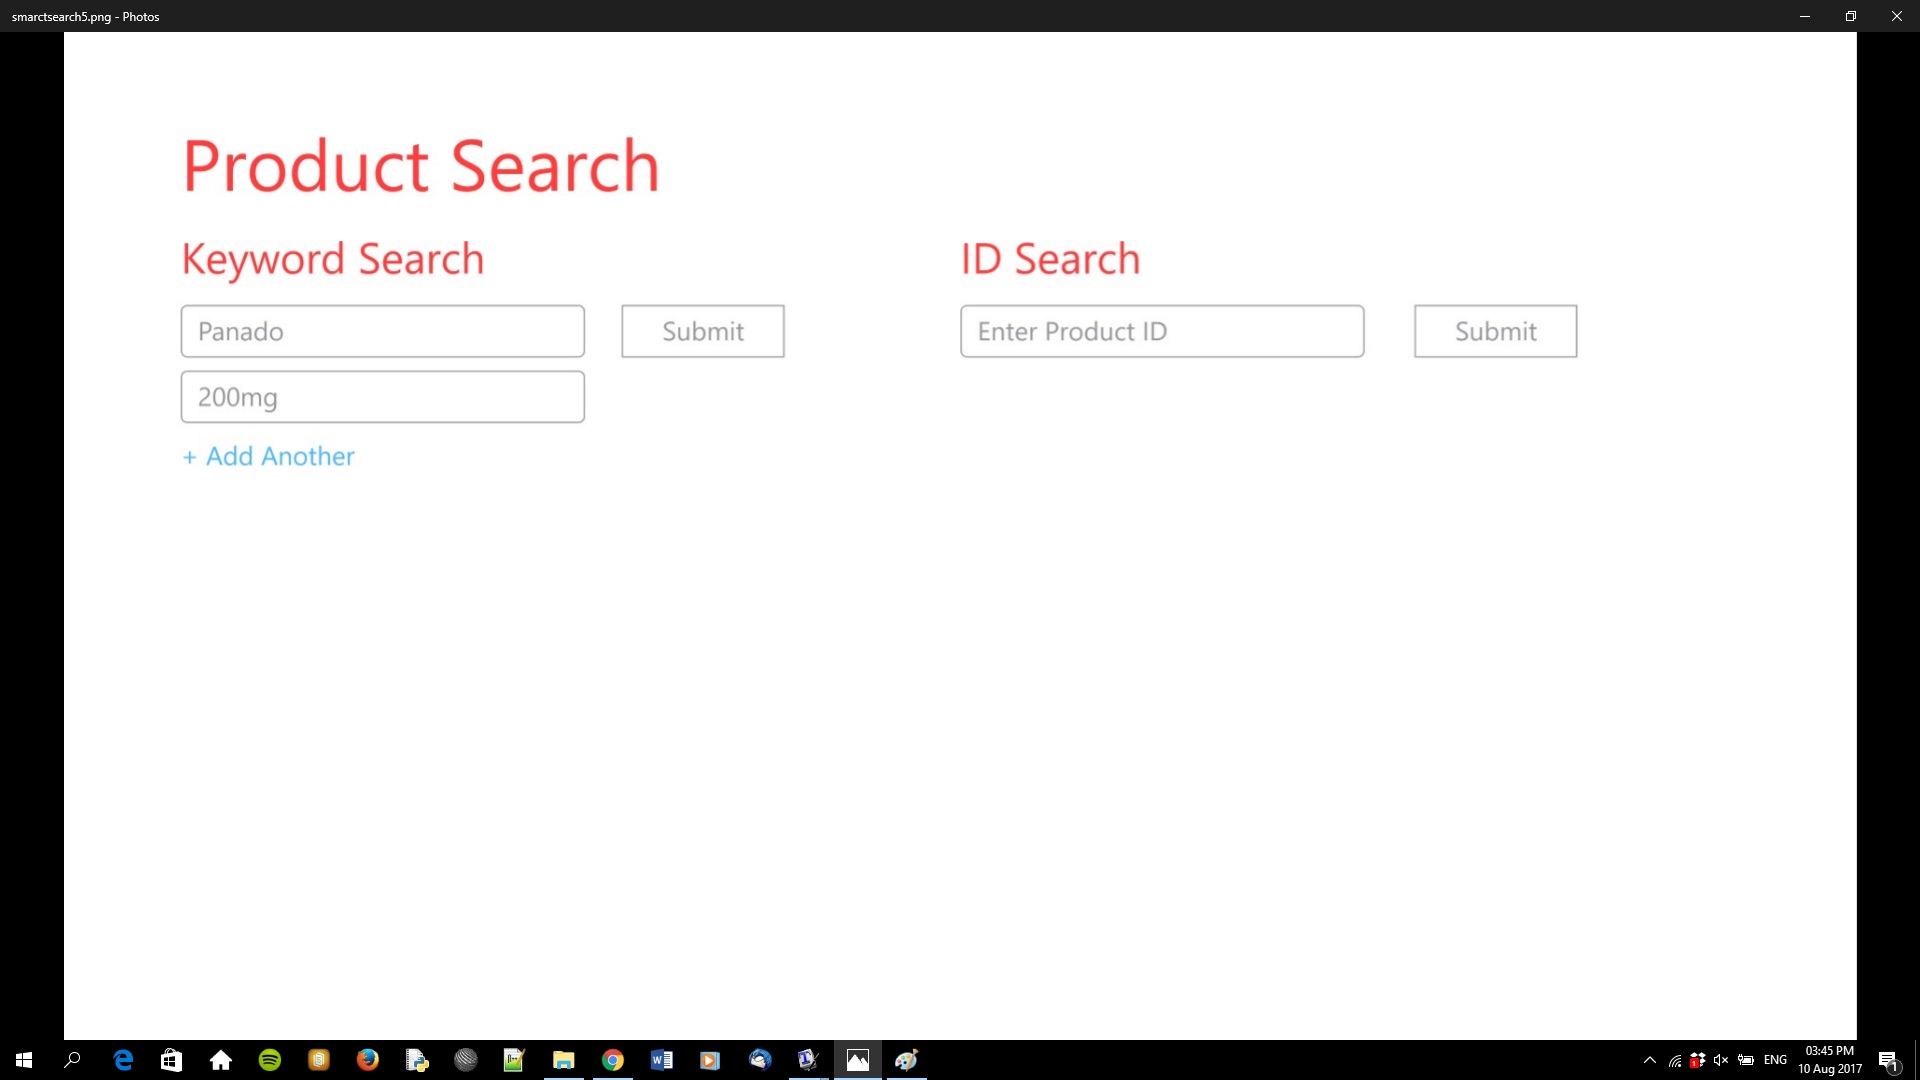 smarctsearch5.png - Photos
Product Search
Keyword Search
Panado
Submit
200mg
+ Add Another
ID Search
Enter Product ID
Submit
ENG
03:45 PM
10 Aug 2017
1